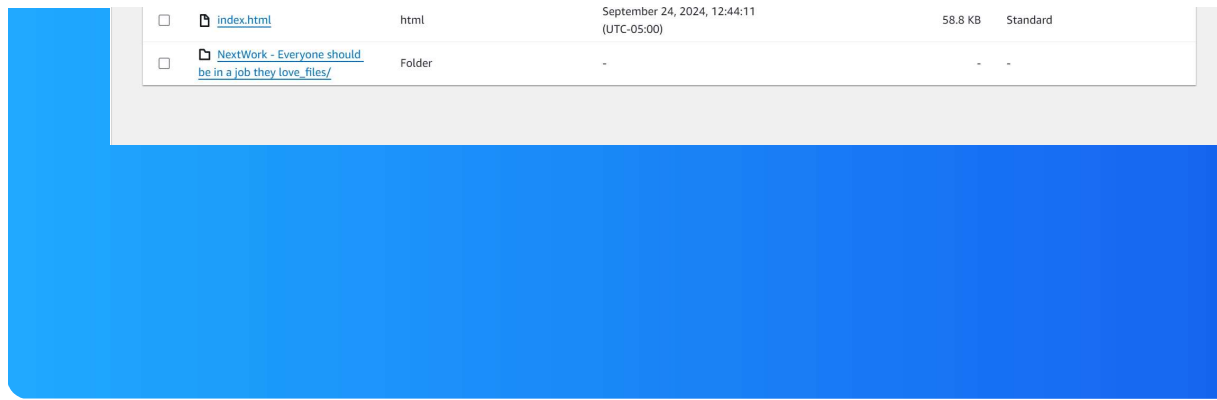 index.html html September 24, 2024, 12:44:11 (UTC-05:00) 58.8 KB Standard
NextWork - Everyone should
be in a job they love_files/ Folder - - -